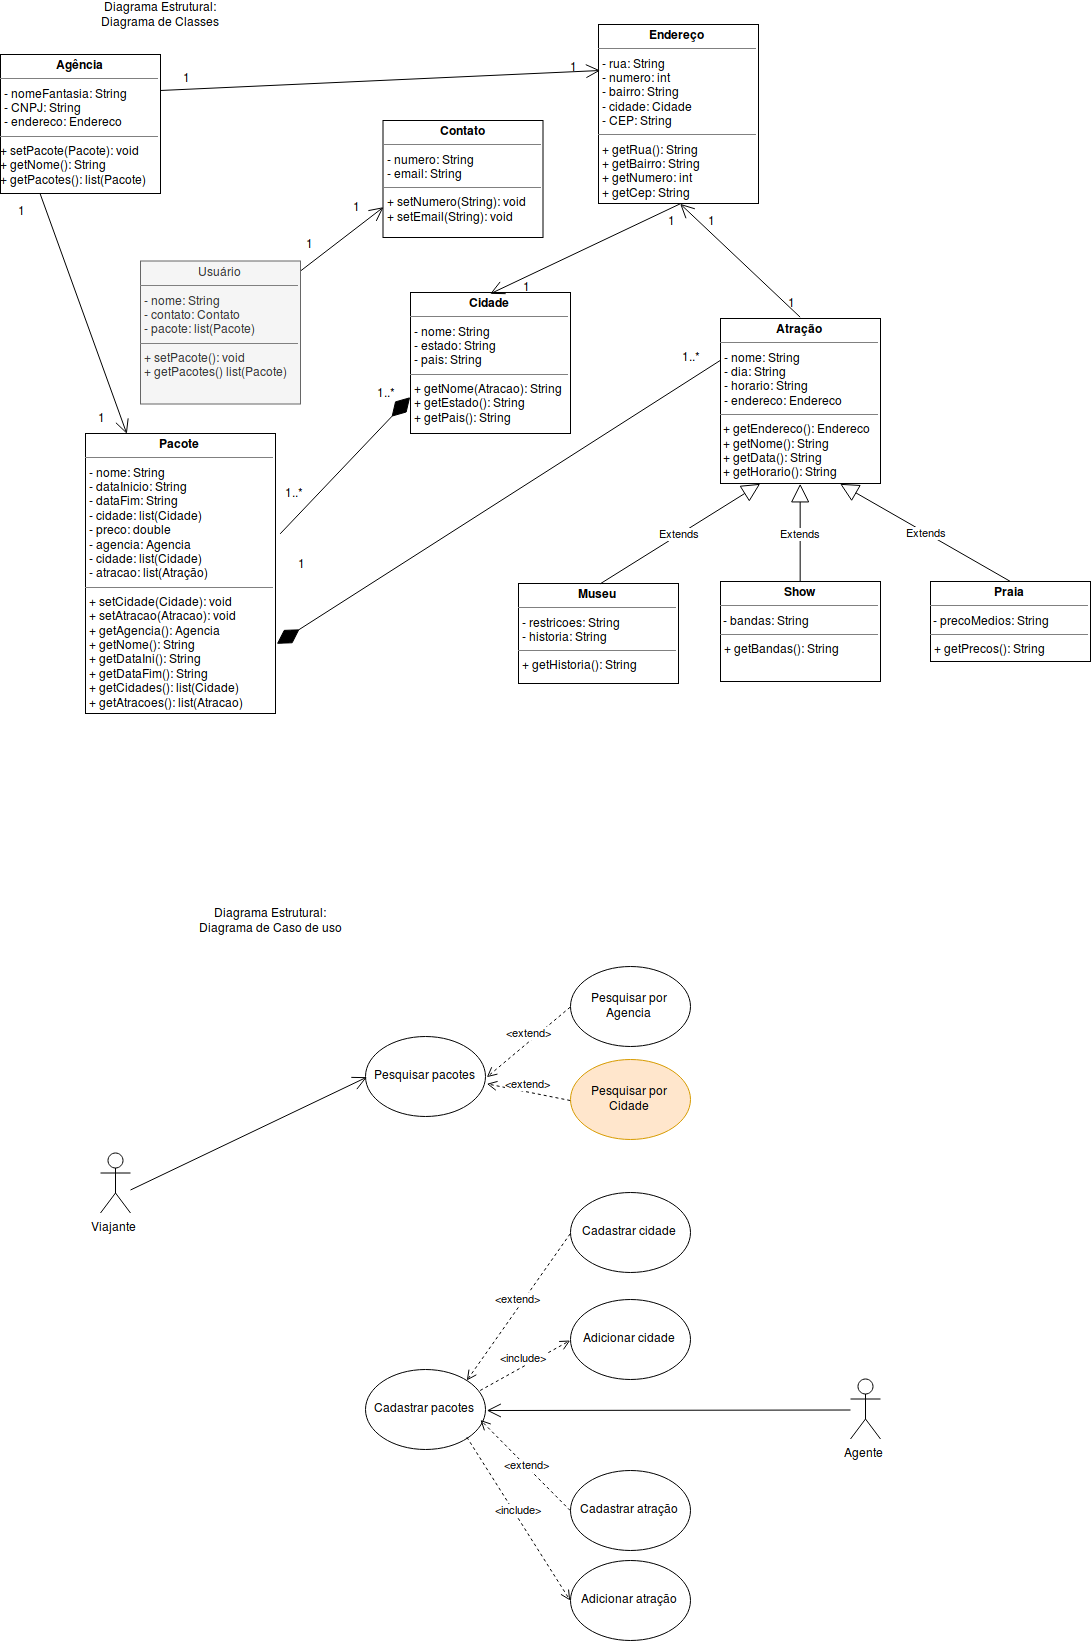 Diagrama Estrutural:
Diagrama de Classes
Agência
- nomeFantasia: String
- CNPJ: String
- endereco: Endereco
+ setPacote(Pacote): void
+ getNome(): String
+ getPacotes(): list(Pacote)
1
1
Endereço
- rua: String
- numero: int
- bairro: String
- cidade: Cidade
- CEP: String
+ getRua(): String
+ getBairro: String
+ getNumero: int
+ getCep: String
Contato
- numero: String
- email: String
+ setNumero(String): void
+ setEmail(String): void
1
1
1
1
1
Usuário
- nome: String
- contato: Contato
- pacote: list(Pacote)
+ setPacote(): void
+ getPacotes() list(Pacote)
1
1
Cidade
- nome: String
- estado: String
- pais: String
+ getNome(Atracao): String
+ getEstado(): String
+ getPais(): String
Atração
- nome: String
- dia: String
- horario: String
- endereco: Endereco
+ getEndereco(): Endereco
+ getNome(): String
+ getData(): String
+ getHorario(): String
1..*
1..*
1
Pacote
- nome: String
- dataInicio: String
- dataFim: String
- cidade: list(Cidade)
- preco: double
- agencia: Agencia
- cidade: list(Cidade)
- atracao: list(Atração)
+ setCidade(Cidade): void
+ setAtracao(Atracao): void
+ getAgencia(): Agencia
+ getNome(): String
+ getDataIni(): String
+ getDataFim(): String
+ getCidades(): list(Cidade)
+ getAtracoes(): list(Atracao)
1..*
1
Extends
Extends
Extends
Museu
- restricoes: String
- historia: String
+ getHistoria(): String
Show
- bandas: String
+ getBandas(): String
Praia
- precoMedios: String
+ getPrecos(): String
Diagrama Estrutural:
Diagrama de Caso de uso
Pesquisar por
Agencia
<extend>
Pesquisar pacotes
<extend>
Pesquisar por
Cidade
Viajante
Cadastrar cidade
<extend>
Adicionar cidade
<include>
Cadastrar pacotes
Agente
<extend>
Cadastrar atração
<include>
Adicionar atração